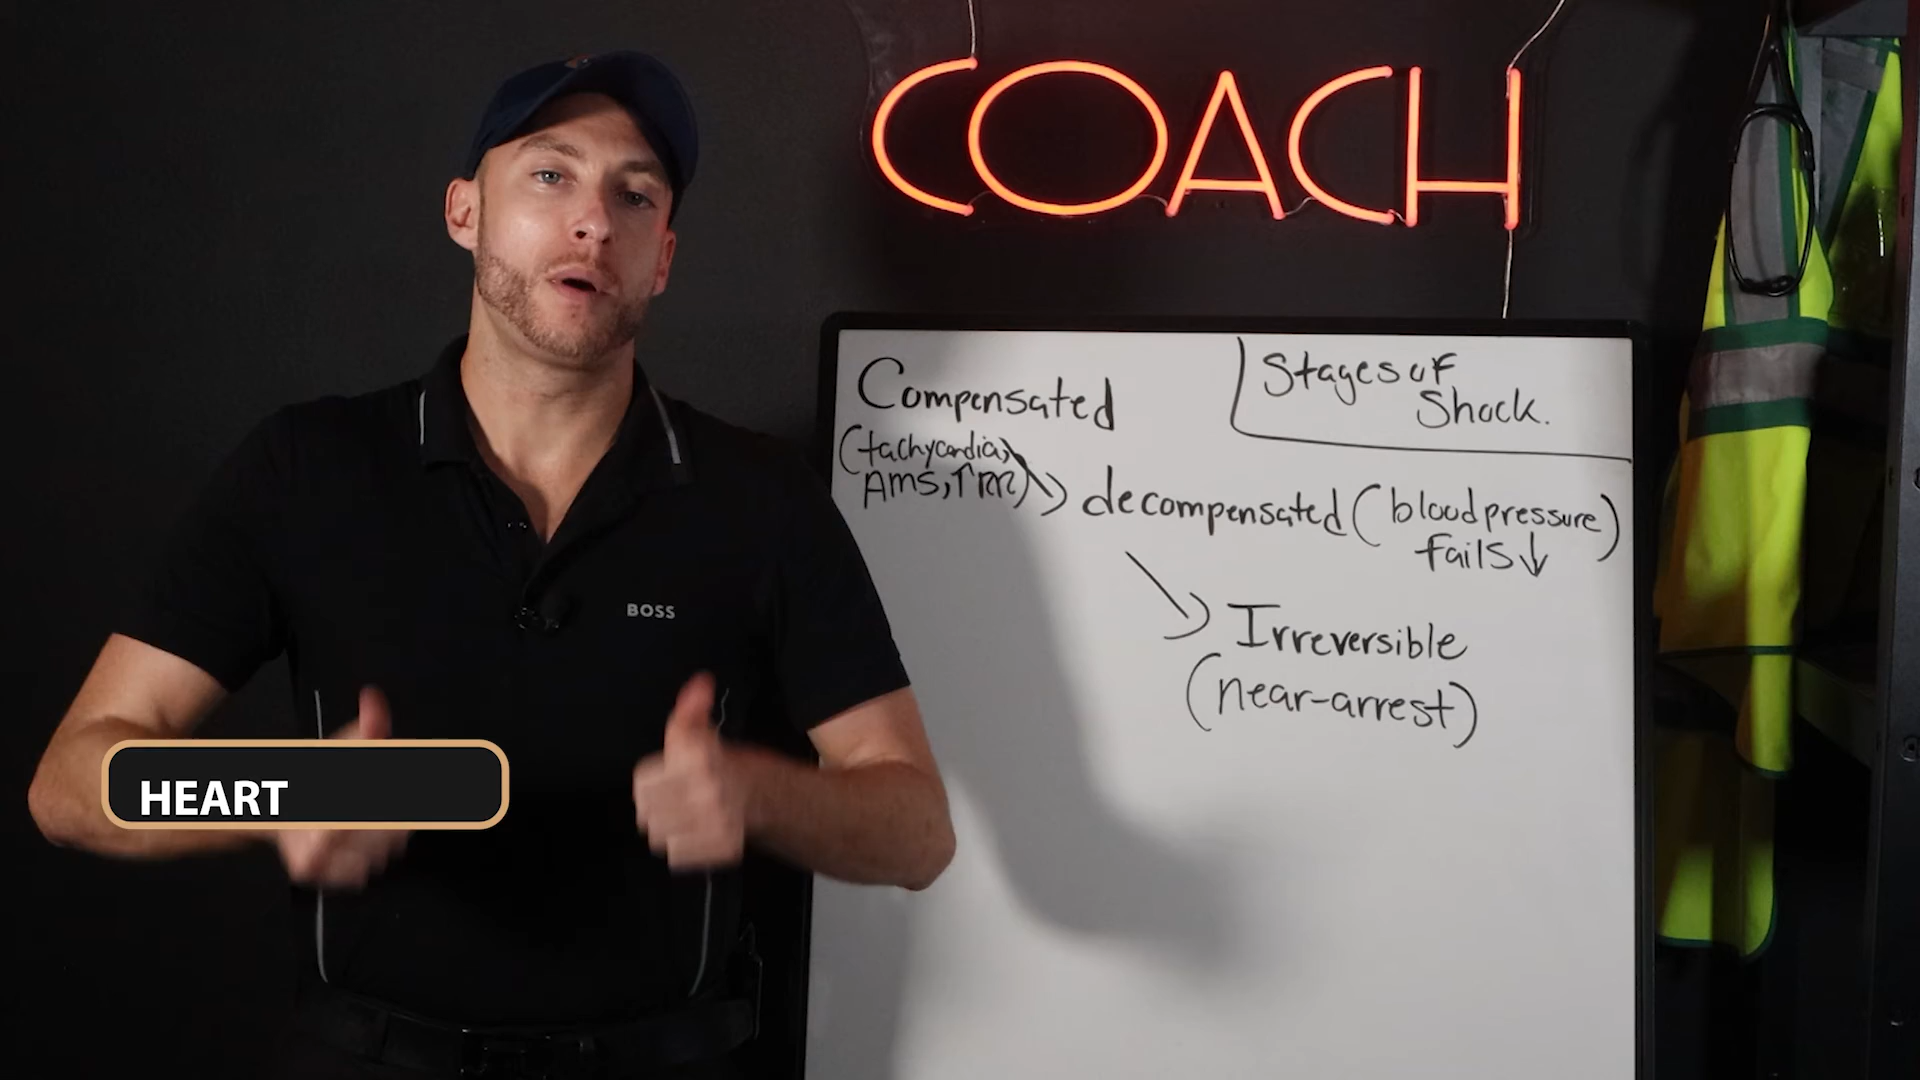 COACH
Stages of
Shock.
Compensated
(tachycardia,
AMS, ↑RR)
decompensated (blood pressure)
fails ↓
Irreversible
(near-arrest)
BOSS
HEART